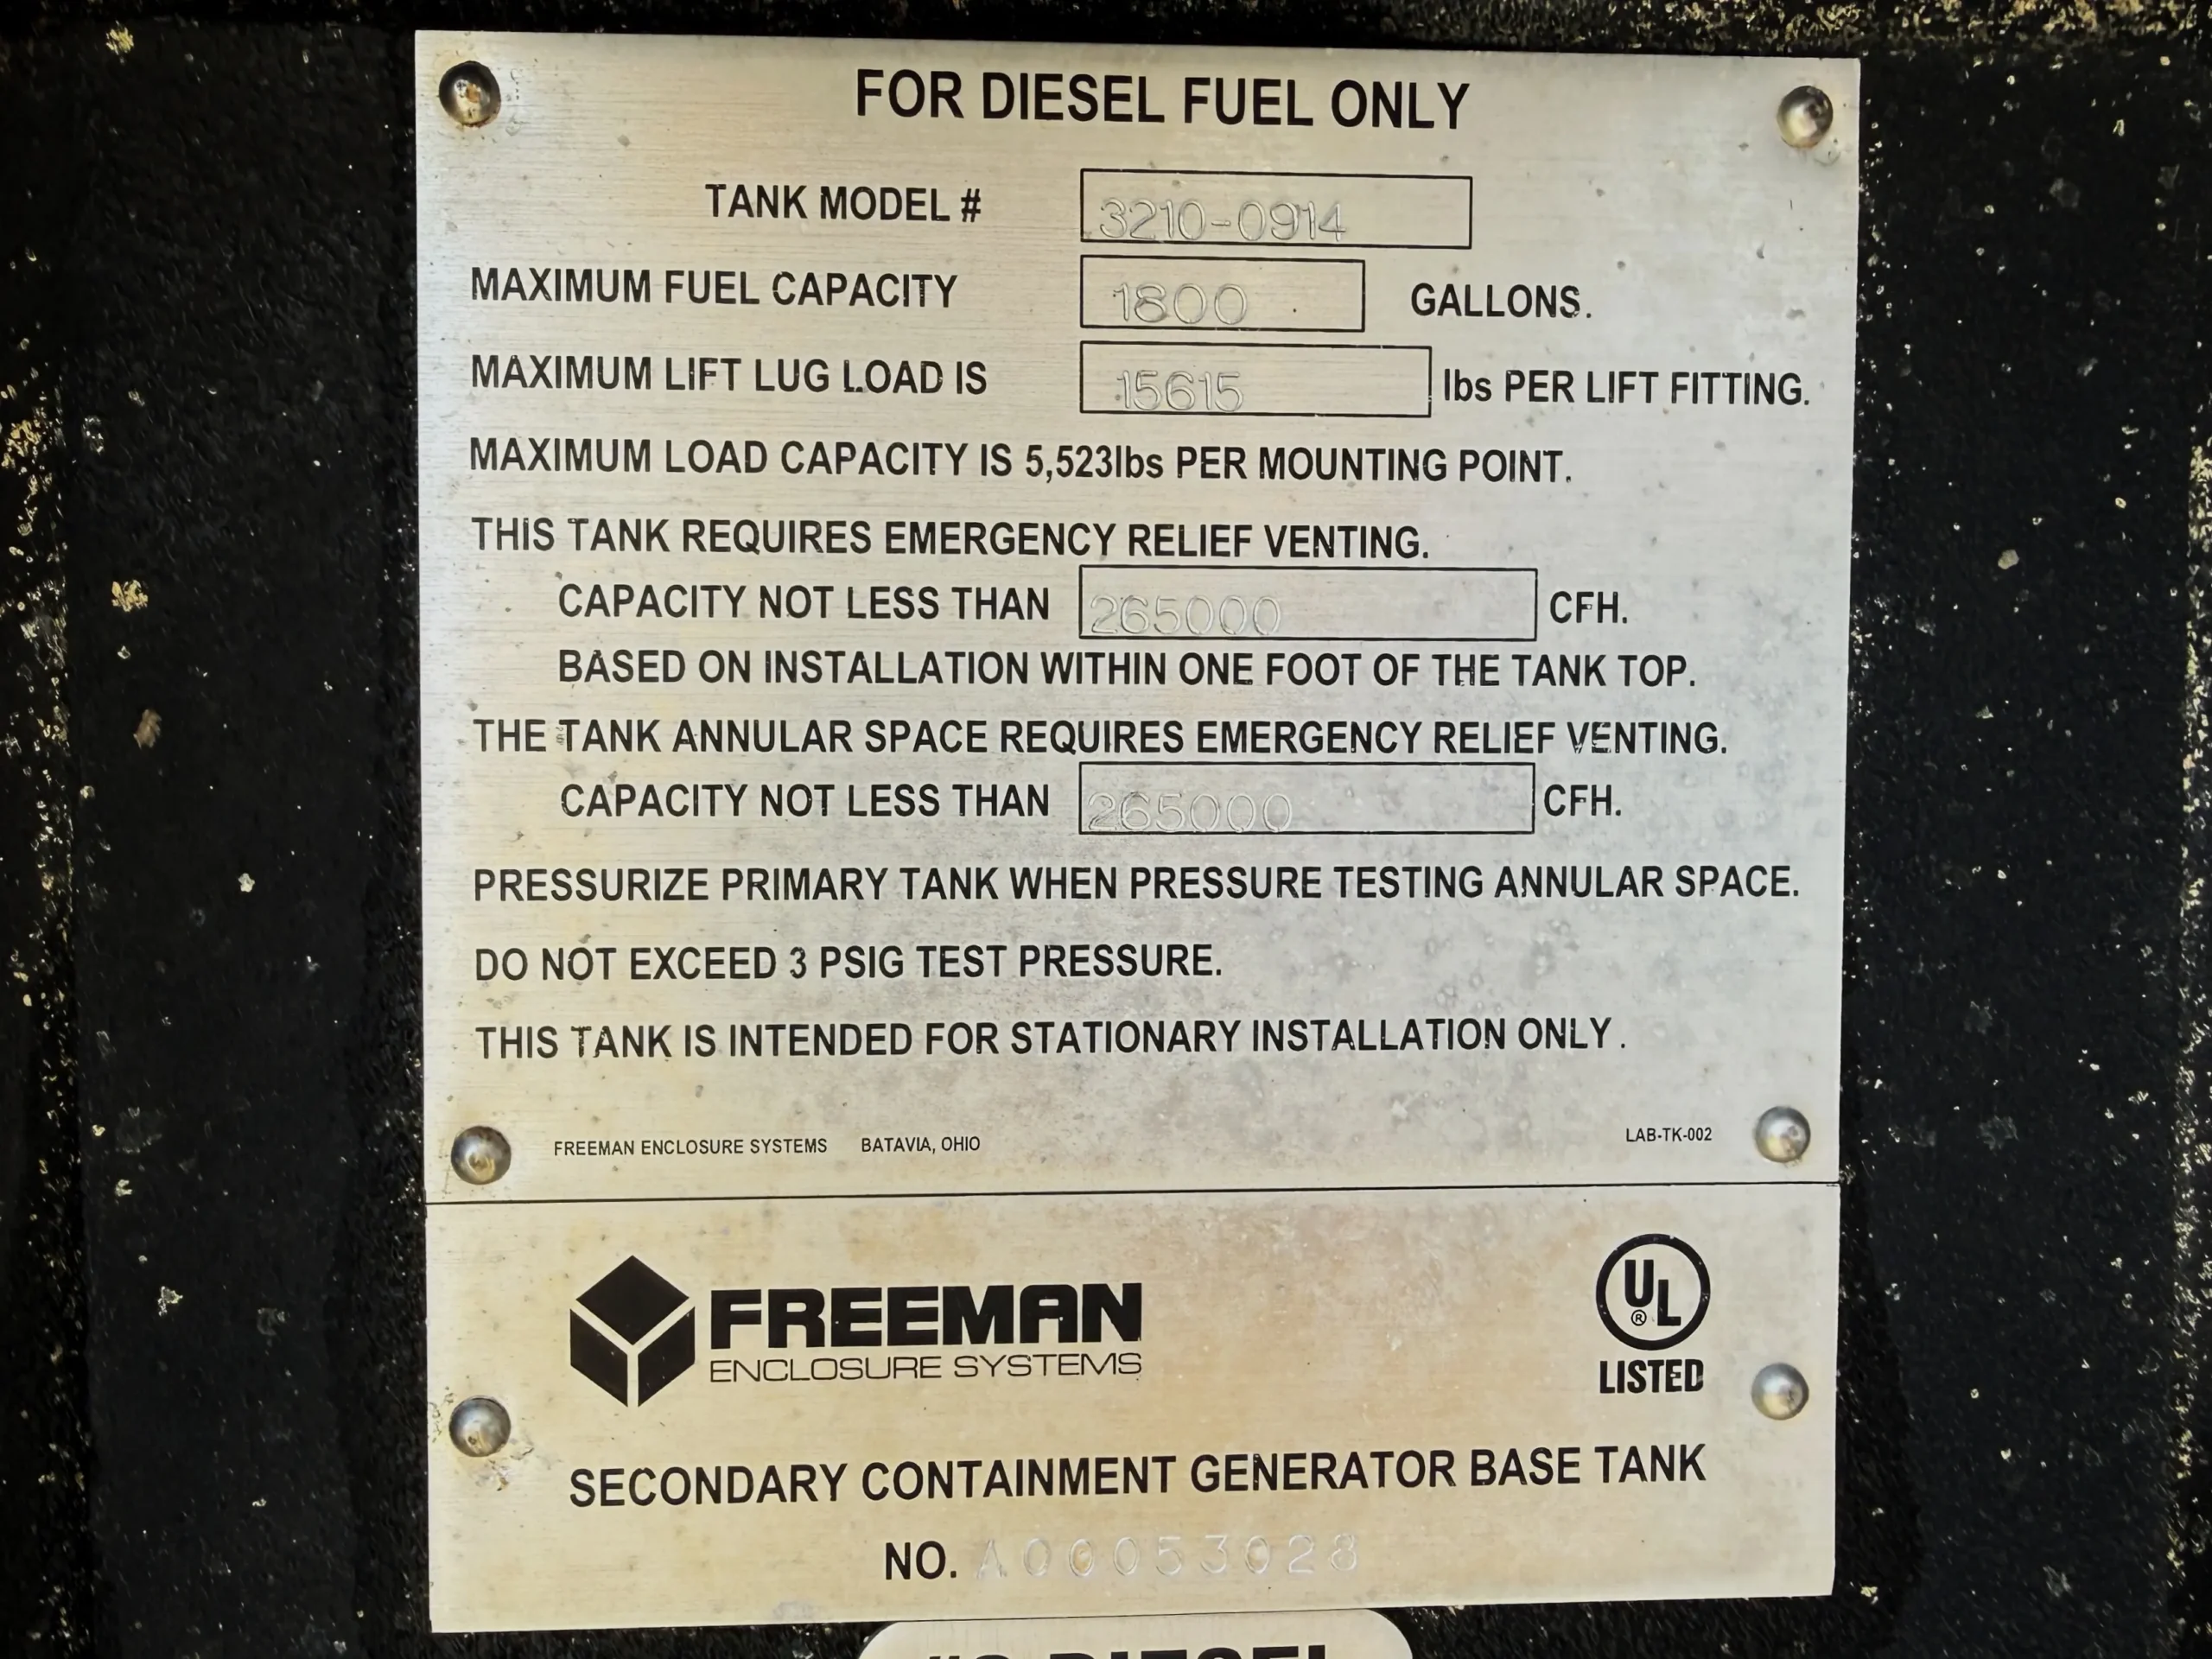 FOR DIESEL FUEL ONLY
TANK MODEL # 3210-0914
MAXIMUM FUEL CAPACITY 1800 GALLONS.
MAXIMUM LIFT LUG LOAD IS 15615 lbs PER LIFT FITTING.
MAXIMUM LOAD CAPACITY IS 5,523lbs PER MOUNTING POINT.
THIS TANK REQUIRES EMERGENCY RELIEF VENTING.
CAPACITY NOT LESS THAN 265000 CFH.
BASED ON INSTALLATION WITHIN ONE FOOT OF THE TANK TOP.
THE TANK ANNULAR SPACE REQUIRES EMERGENCY RELIEF VENTING.
CAPACITY NOT LESS THAN 265000 CFH.
PRESSURIZE PRIMARY TANK WHEN PRESSURE TESTING ANNULAR SPACE.
DO NOT EXCEED 3 PSIG TEST PRESSURE.
THIS TANK IS INTENDED FOR STATIONARY INSTALLATION ONLY.
FREEMAN ENCLOSURE SYSTEMS BATAVIA, OHIO LAB-TK-002
FREEMAN
ENCLOSURE SYSTEMS
UL ®
LISTED
SECONDARY CONTAINMENT GENERATOR BASE TANK
NO. A00053028
DIESEL